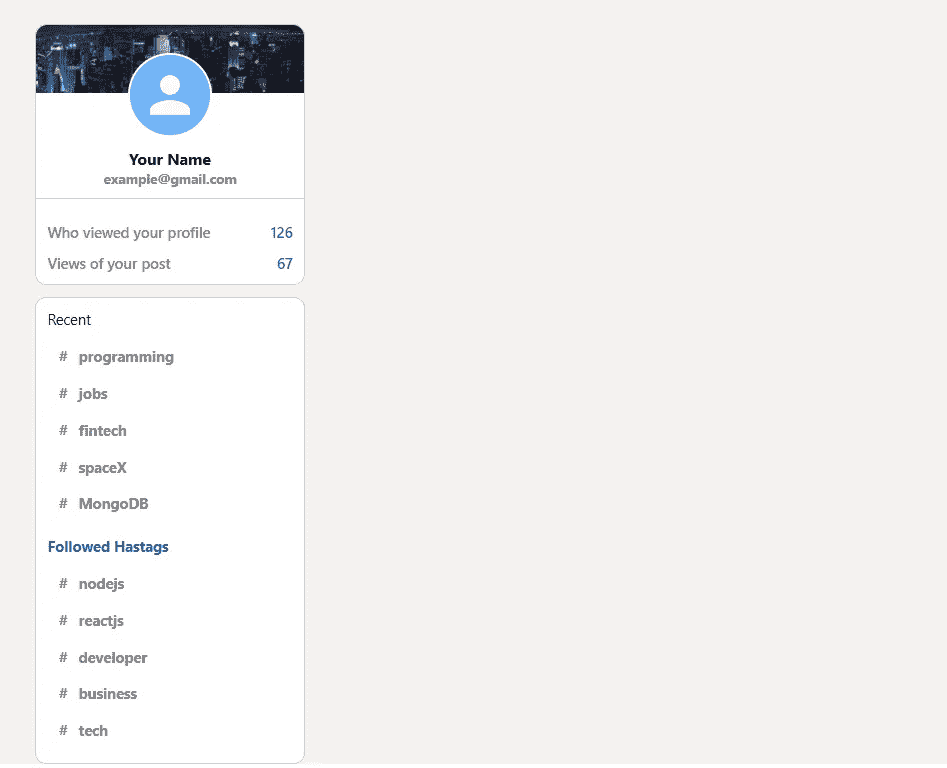 Your Name
example@gmail.com
Who viewed your profile 126
Views of your post 67
Recent
# programming
# jobs
# fintech
# spaceX
# MongoDB
Followed Hastags
# nodejs
# reactjs
# developer
# business
# tech